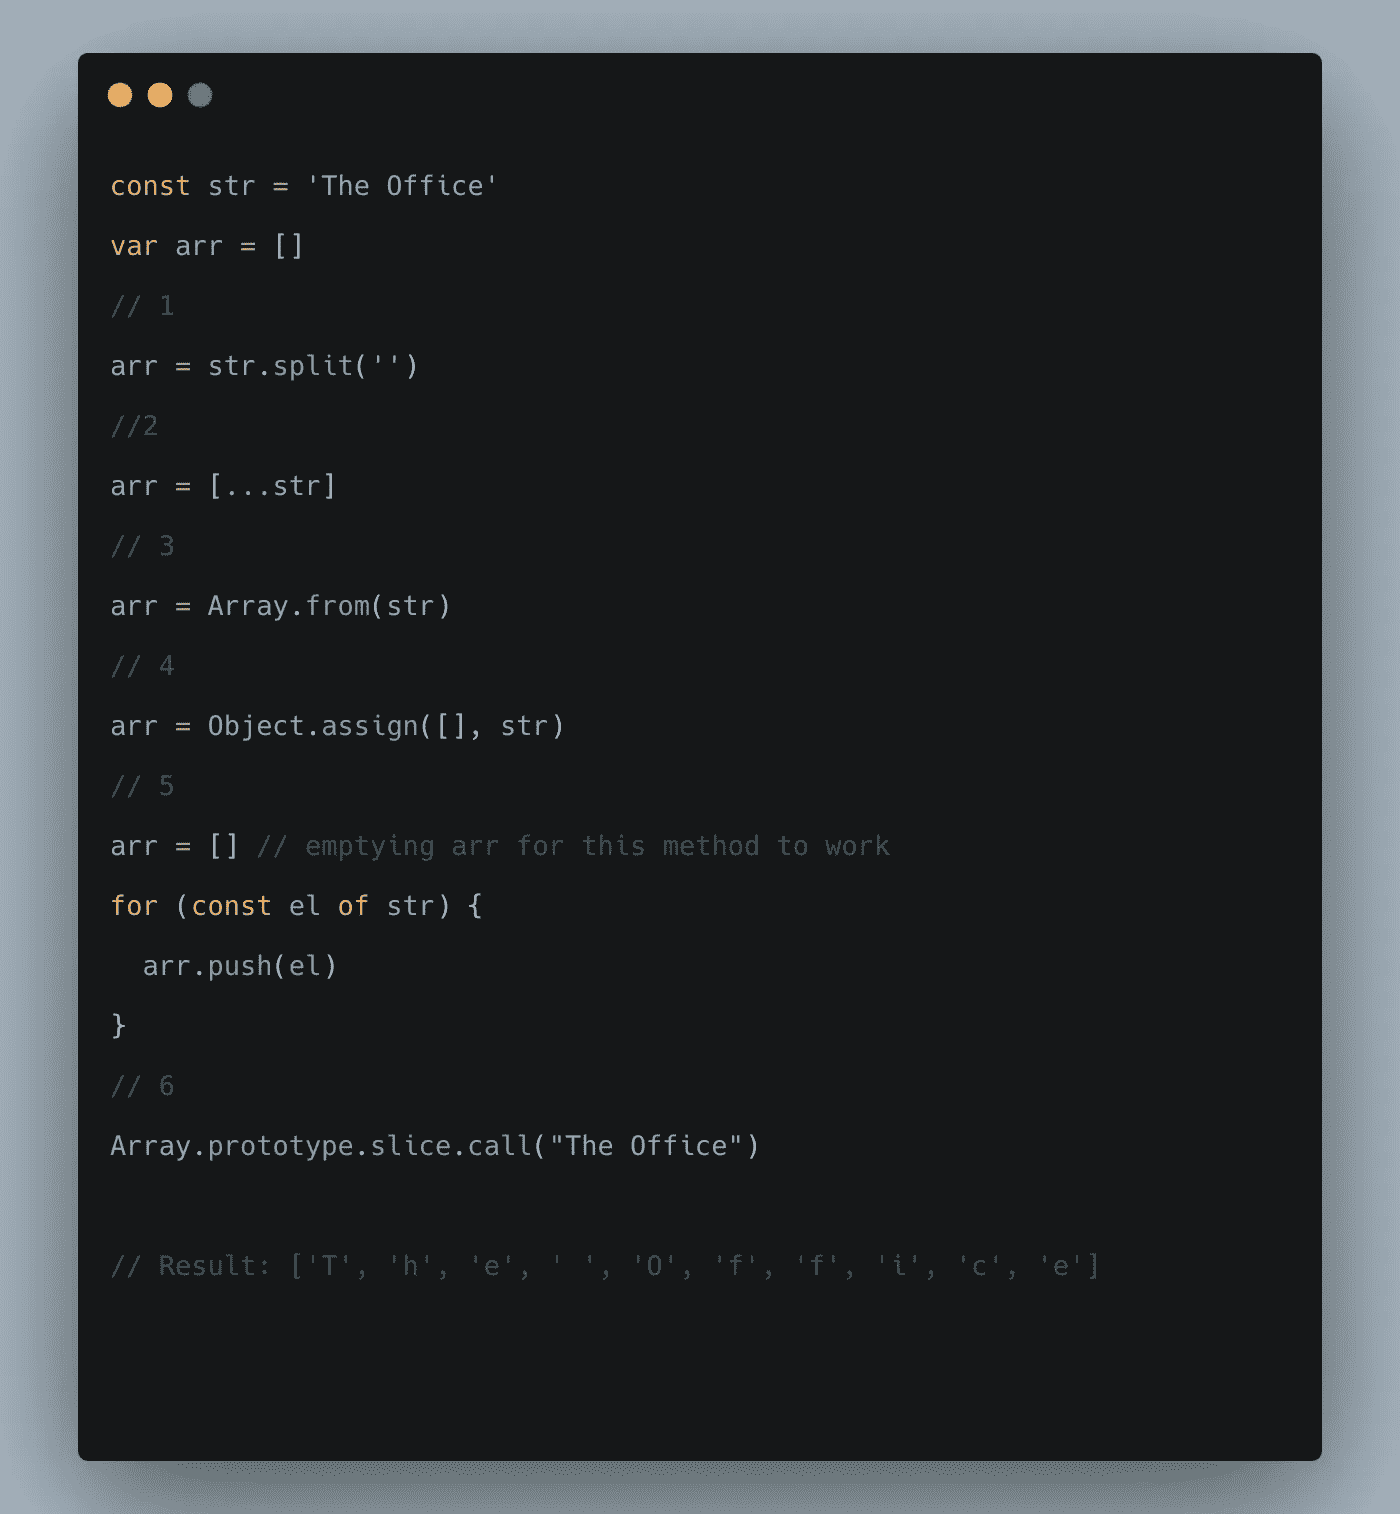 const str = 'The Office'
var arr = []
// 1
arr = str.split('')
//2
arr = [...str]
// 3
arr = Array.from(str)
// 4
arr = Object.assign([], str)
// 5
arr = [] // emptying arr for this method to work
for (const el of str) {
  arr.push(el)
}
// 6
Array.prototype.slice.call("The Office")
// Result: ['T', 'h', 'e', ' ', 'O', 'f', 'f', 'i', 'c', 'e']